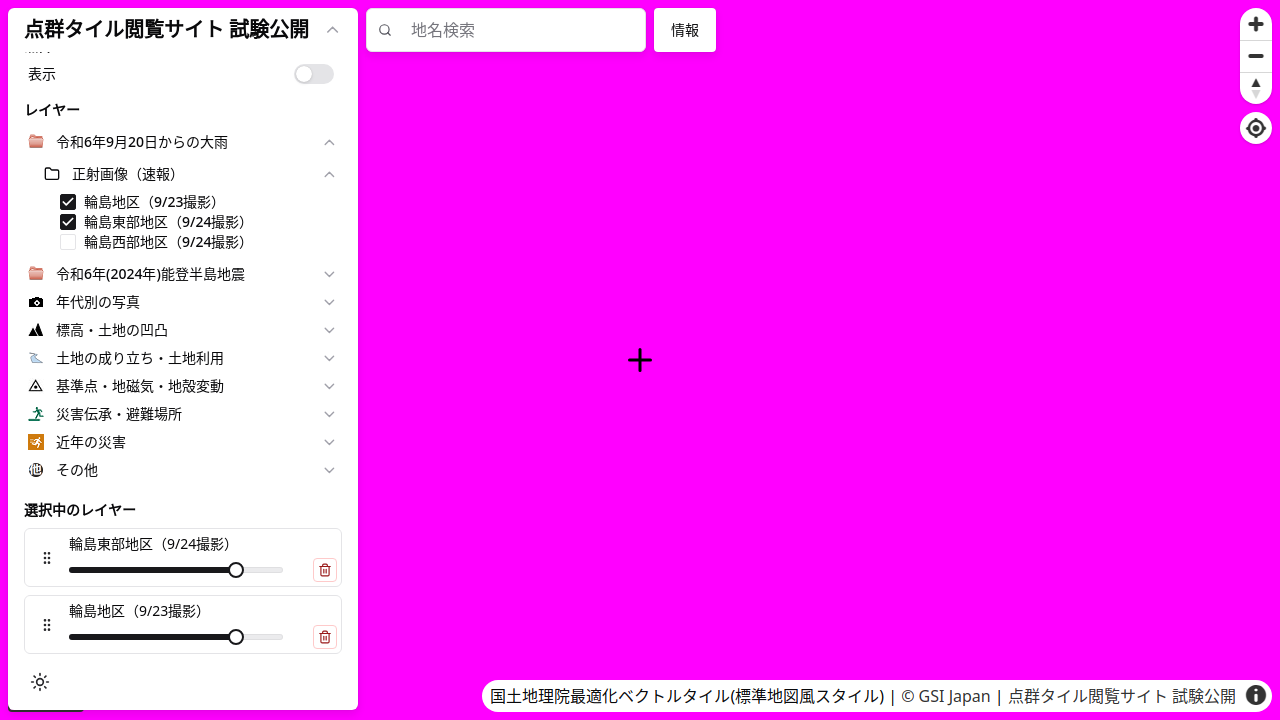 点群タイル閲覧サイト 試験公開
表示
レイヤー
令和6年9月20日からの大雨
正射画像（速報）
輪島地区（9/23撮影）
輪島東部地区（9/24撮影）
輪島西部地区（9/24撮影）
令和6年(2024年)能登半島地震
年代別の写真
標高・土地の凹凸
土地の成り立ち・土地利用
基準点・地磁気・地殻変動
災害伝承・避難場所
近年の災害
その他
選択中のレイヤー
輪島東部地区（9/24撮影）
輪島地区（9/23撮影）
地名検索
情報
国土地理院最適化ベクトルタイル(標準地図風スタイル) | © GSI Japan | 点群タイル閲覧サイト 試験公開